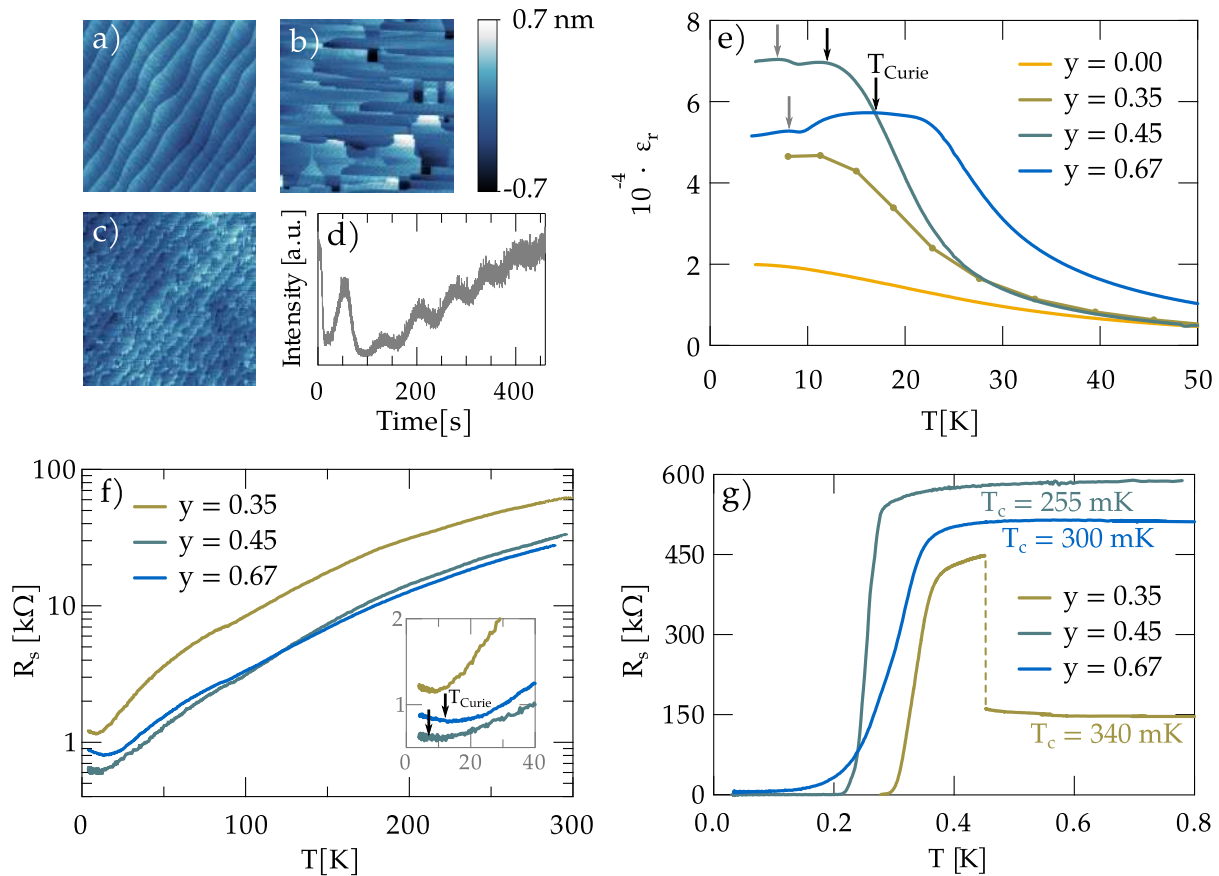 a)
b)
0.7 nm
-0.7
c)
d)
Intensity [a.u.]
0
200
400
Time[s]
e)
8
6
4
2
0
10⁻⁴ · εᵣ
T_Curie
y = 0.00
y = 0.35
y = 0.45
y = 0.67
0
10
20
30
40
50
T[K]
f)
100
10
1
R_s [kΩ]
y = 0.35
y = 0.45
y = 0.67
2
1
T_Curie
0
20
40
0
100
200
300
T[K]
g)
600
450
300
150
0
R_s [kΩ]
T_c = 255 mK
T_c = 300 mK
y = 0.35
y = 0.45
y = 0.67
T_c = 340 mK
0.0
0.2
0.4
0.6
0.8
T [K]